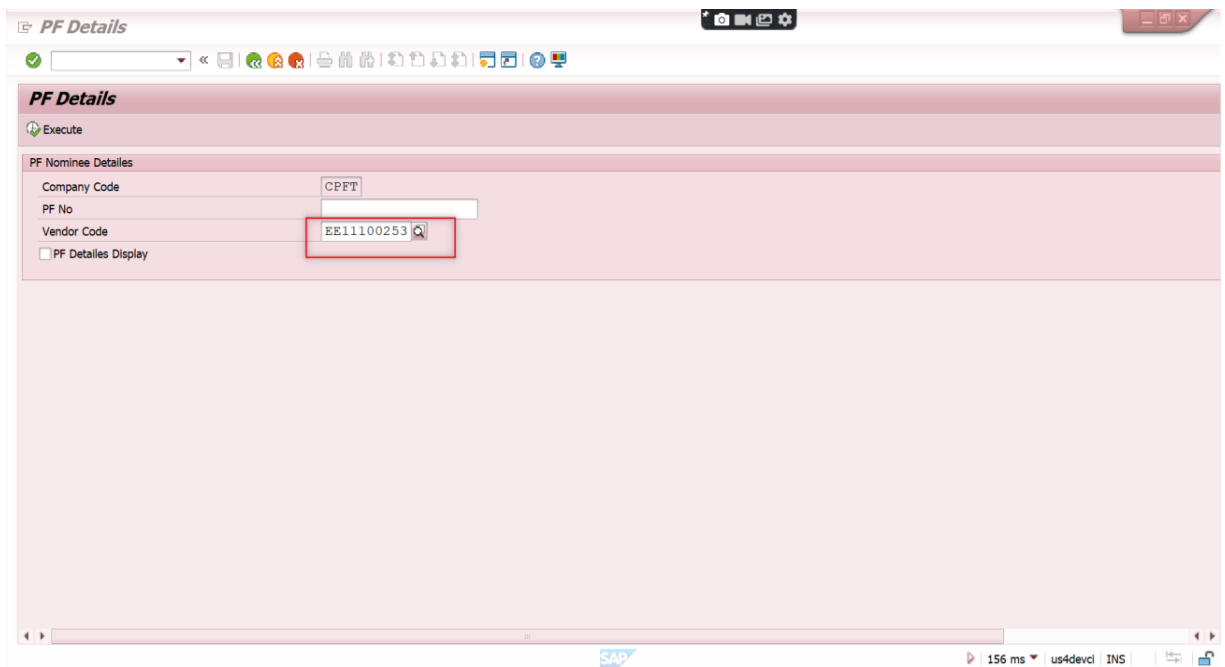 PF Details
PF Details
Execute
PF Nominee Detailes
Company Code CPFT
PF No
Vendor Code EE11100253
PF Detailes Display
SAP 156 ms us4devcl INS